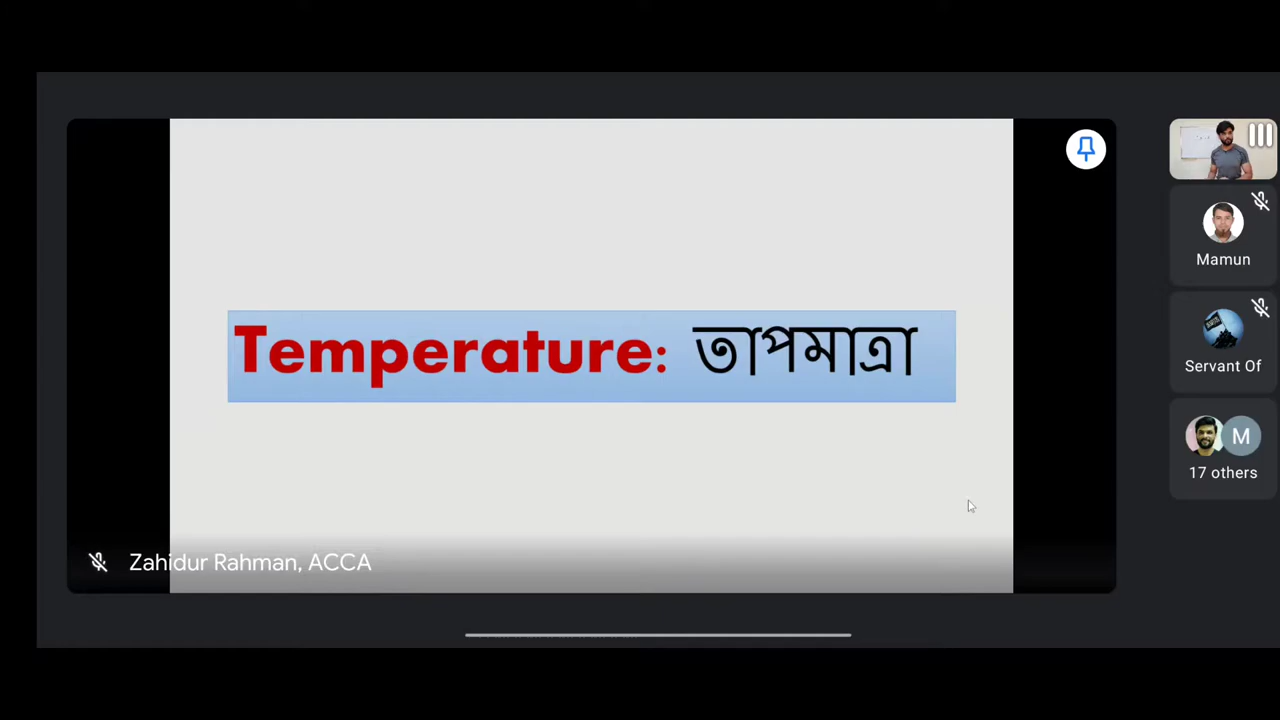 Temperature: তাপমাত্রা
Mamun
Servant Of
M
17 others
Zahidur Rahman, ACCA